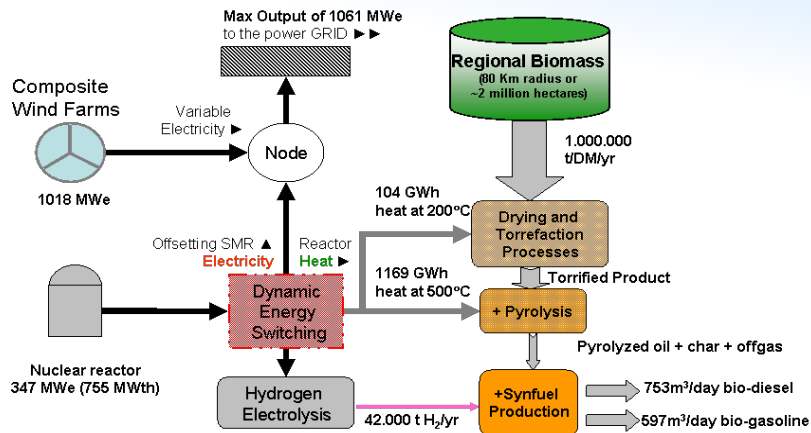 Max Output of 1061 MWe
to the power GRID ►►
Regional Biomass
(80 Km radius or
~2 million hectares)
Composite
Wind Farms
Variable
Electricity ►
Node
1018 MWe
1.000.000
t/DM/yr
104 GWh
heat at 200°C
Drying and
Torrefaction
Processes
Offsetting SMR ▲
Electricity
Reactor
Heat ►
1169 GWh
heat at 500°C
Torrified Product
Dynamic
Energy
Switching
+ Pyrolysis
Nuclear reactor
347 MWe (755 MWth)
Pyrolyzed oil + char + offgas
Hydrogen
Electrolysis
42.000 t H₂/yr
+Synfuel
Production
753m³/day bio-diesel
597m³/day bio-gasoline